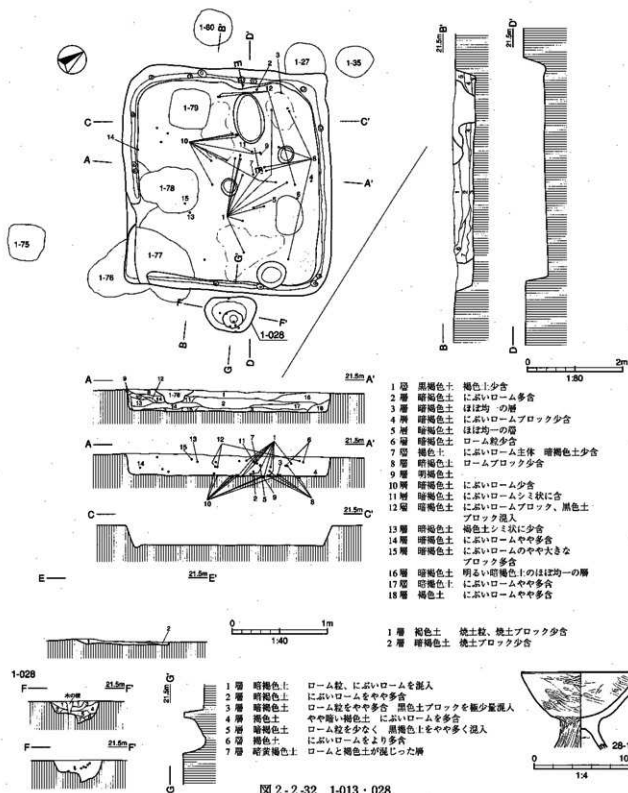 1-80
B'
D'
1-27
1-35
E
3
2
12
C
C'
1-79
14
10
11
9
6
A
A'
4
1-78
15
13
8
5
1
1-75
1-76
1-77
G'
F
F'
1-028
B
G
D
21.5m
B'
21.5m
D'
B
D
0 2m
1:80
A 21.5m A'
A 21.5m A'
C 21.5m C'
E 21.5m E'
0 1m
1:40
1層 黒褐色土 褐色土少含
2層 暗褐色土 にぶいローム多含
3層 暗褐色土 ほぼ均一の層
4層 暗褐色土 にぶいロームブロック少含
5層 暗褐色土 ほぼ均一の層
6層 暗褐色土 ローム粒少含
7層 褐色土 にぶいローム主体 暗褐色土少含
8層 暗褐色土 ロームブロック少含
9層 明褐色土
10層 暗褐色土 にぶいローム少含
11層 暗褐色土 にぶいロームシミ状に含
12層 暗褐色土 にぶいロームブロック、黒色土
ブロック混入
13層 暗褐色土 褐色土シミ状に少含
14層 暗褐色土 にぶいロームやや多含
15層 暗褐色土 にぶいロームのやや大きな
ブロック多含
16層 暗褐色土 明るい暗褐色土のほぼ均一の層
17層 暗褐色土 にぶいロームやや多含
18層 褐色土 にぶいロームやや多含
1層 褐色土 焼土粒、焼土ブロック少含
2層 暗褐色土 焼土ブロック少含
1-028
F 21.5m F'
木の根
F 21.5m F'
21.5m
G'
G
1層 暗褐色土 ローム粒、にぶいロームを混入
2層 暗褐色土 にぶいロームをやや多含
3層 暗褐色土 ローム粒をやや多含 黒色土ブロックを極少量混入
4層 褐色土 やや暗い褐色土 にぶいロームを多含
5層 暗褐色土 ローム粒を少なく 黒褐色土をやや多く混入
6層 褐色土 にぶいロームをより多含
7層 暗黄褐色土 ロームと褐色土が混じった層
28-1
0 10
1:4
図2-2-32 1-013・028